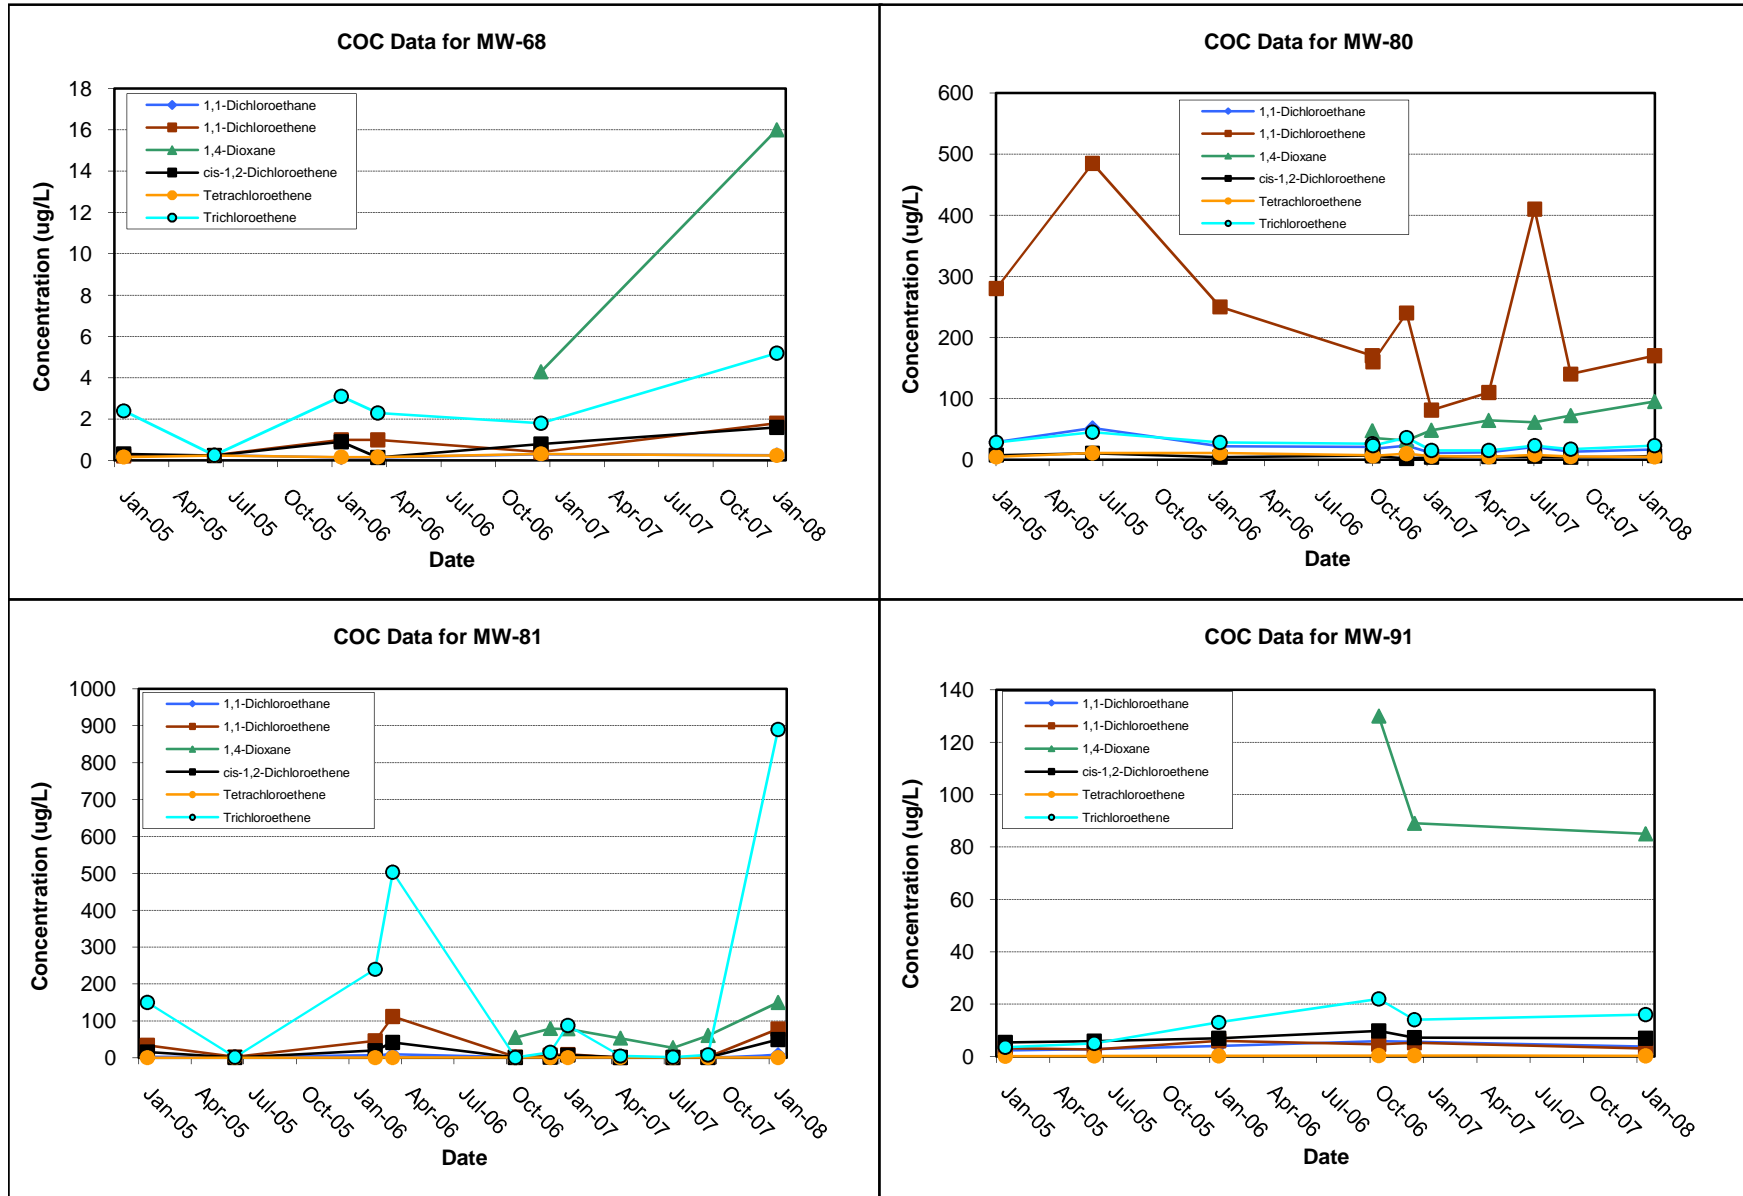 COC Data for MW-68
18
16
14
12
10
8
6
4
2
0
Concentration (ug/L)
1,1-Dichloroethane
1,1-Dichloroethene
1,4-Dioxane
cis-1,2-Dichloroethene
Tetrachloroethene
Trichloroethene
Jan-05
Apr-05
Jul-05
Oct-05
Jan-06
Apr-06
Jul-06
Oct-06
Jan-07
Apr-07
Jul-07
Oct-07
Jan-08
Date
COC Data for MW-80
600
500
400
300
200
100
0
Concentration (ug/L)
1,1-Dichloroethane
1,1-Dichloroethene
1,4-Dioxane
cis-1,2-Dichloroethene
Tetrachloroethene
Trichloroethene
Jan-05
Apr-05
Jul-05
Oct-05
Jan-06
Apr-06
Jul-06
Oct-06
Jan-07
Apr-07
Jul-07
Oct-07
Jan-08
Date
COC Data for MW-81
1000
900
800
700
600
500
400
300
200
100
0
Concentration (ug/L)
1,1-Dichloroethane
1,1-Dichloroethene
1,4-Dioxane
cis-1,2-Dichloroethene
Tetrachloroethene
Trichloroethene
Jan-05
Apr-05
Jul-05
Oct-05
Jan-06
Apr-06
Jul-06
Oct-06
Jan-07
Apr-07
Jul-07
Oct-07
Jan-08
Date
COC Data for MW-91
140
120
100
80
60
40
20
0
Concentration (ug/L)
1,1-Dichloroethane
1,1-Dichloroethene
1,4-Dioxane
cis-1,2-Dichloroethene
Tetrachloroethene
Trichloroethene
Jan-05
Apr-05
Jul-05
Oct-05
Jan-06
Apr-06
Jul-06
Oct-06
Jan-07
Apr-07
Jul-07
Oct-07
Jan-08
Date